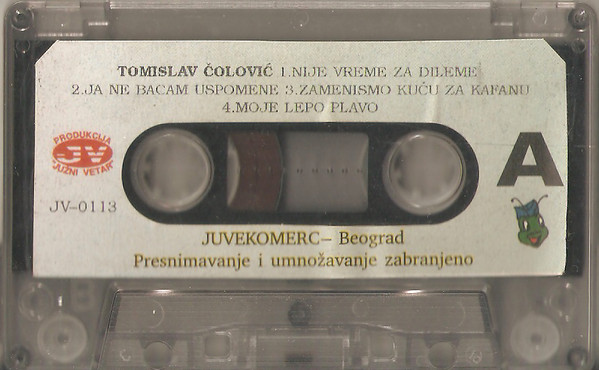 TOMISLAV ČOLOVIĆ 1.NIJE VREME ZA DILEME
2.JA NE BACAM USPOMENE 3.ZAMENISMO KUĆU ZA KAFANU
4.MOJE LEPO PLAVO
PRODUKCIJA
JV
"JUŽNI VETAR"
A
JV-0113
JUVEKOMERC- Beograd
Presnimavanje i umnožavanje zabranjeno